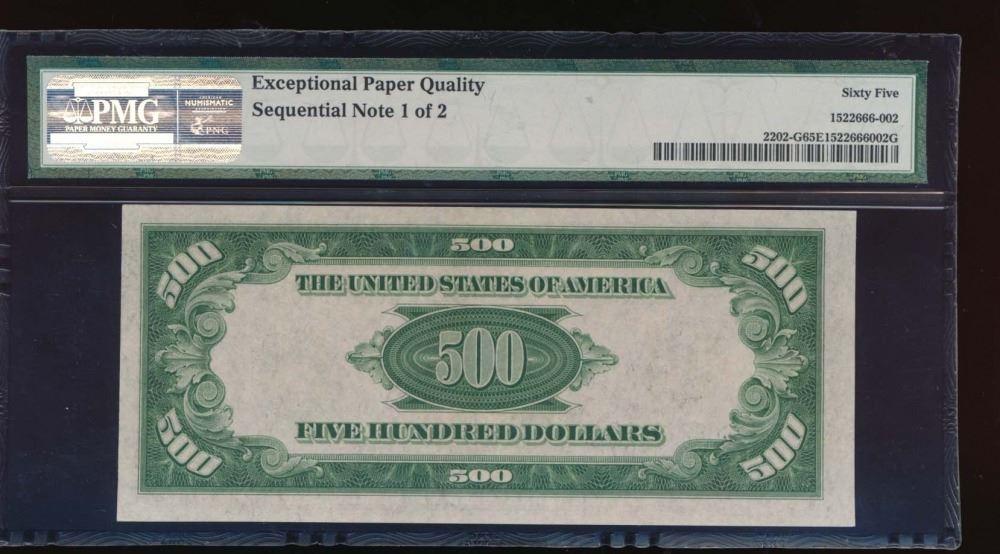 PMG
PAPER MONEY GUARANTY
NUMISMATIC
PNG
Exceptional Paper Quality
Sequential Note 1 of 2
Sixty Five
1522666-002
2202-G65E1522666002G
500
500
500
THE UNITED STATES OF AMERICA
500
FIVE HUNDRED DOLLARS
500
500
500